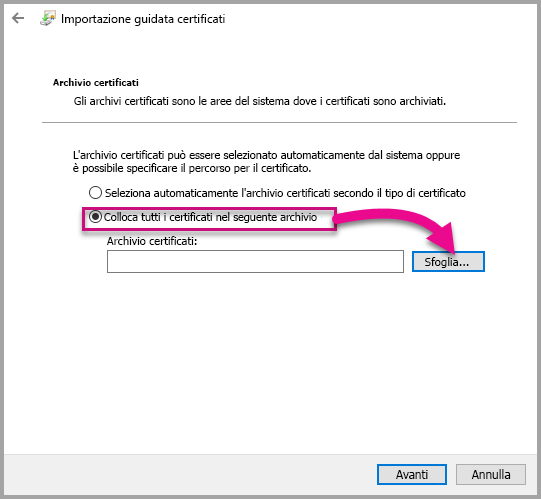 Importazione guidata certificati
Archivio certificati
Gli archivi certificati sono le aree del sistema dove i certificati sono archiviati.
L'archivio certificati può essere selezionato automaticamente dal sistema oppure
è possibile specificare il percorso per il certificato.
Seleziona automaticamente l'archivio certificati secondo il tipo di certificato
Colloca tutti i certificati nel seguente archivio
Archivio certificati:
Sfoglia...
Avanti
Annulla